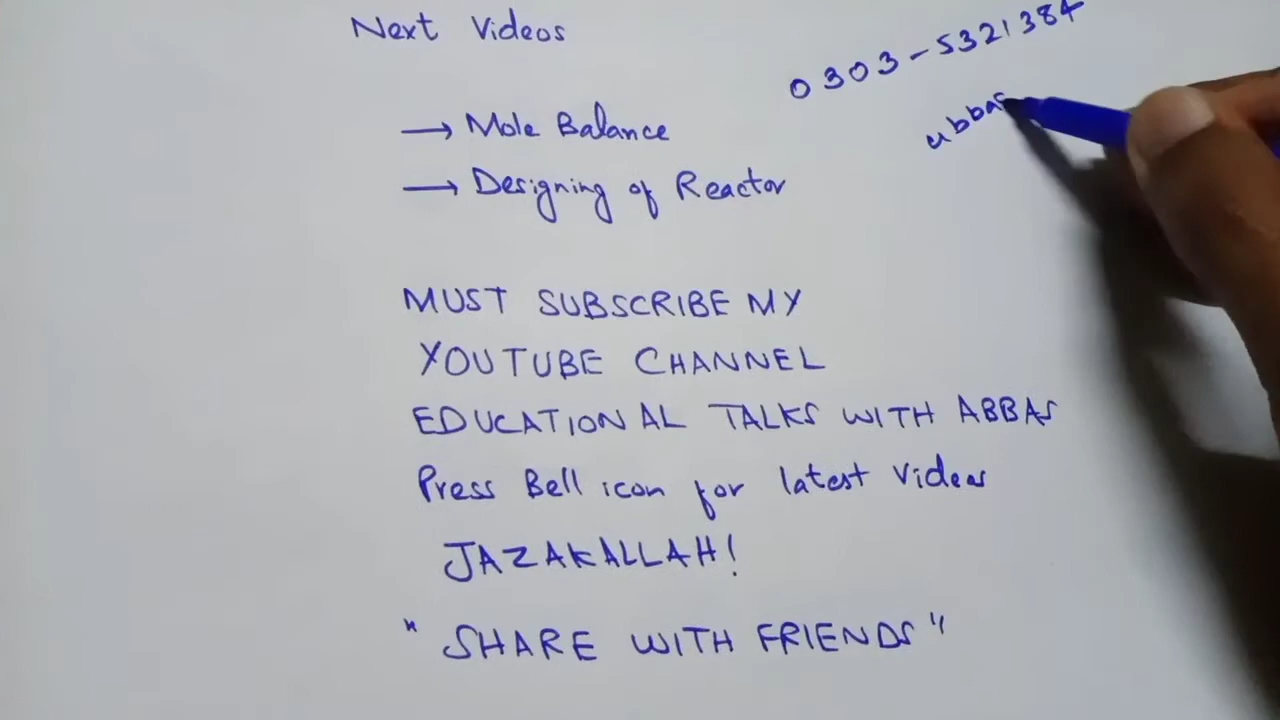 Next Videos
0303-5321384
abbas
→ Mole Balance
→ Designing of Reactor
MUST SUBSCRIBE MY
YOUTUBE CHANNEL
EDUCATIONAL TALKS WITH ABBAS
Press Bell icon for latest Videos
JAZAKALLAH!
"SHARE WITH FRIENDS"